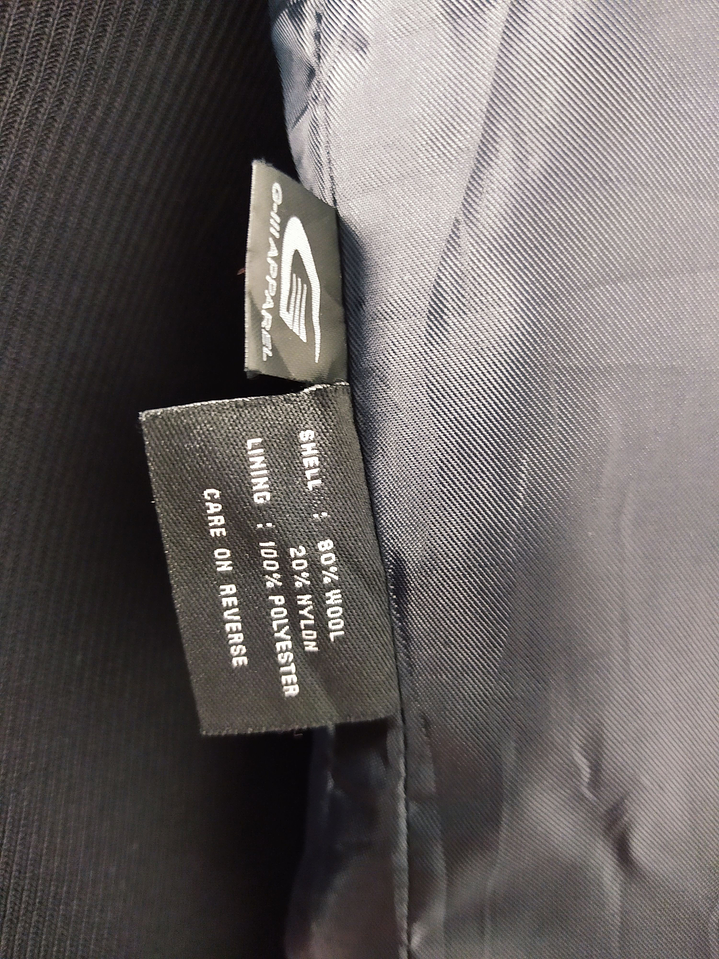 G-III APPAREL
SHELL : 80% WOOL
20% NYLON
LINING : 100% POLYESTER
CARE ON REVERSE